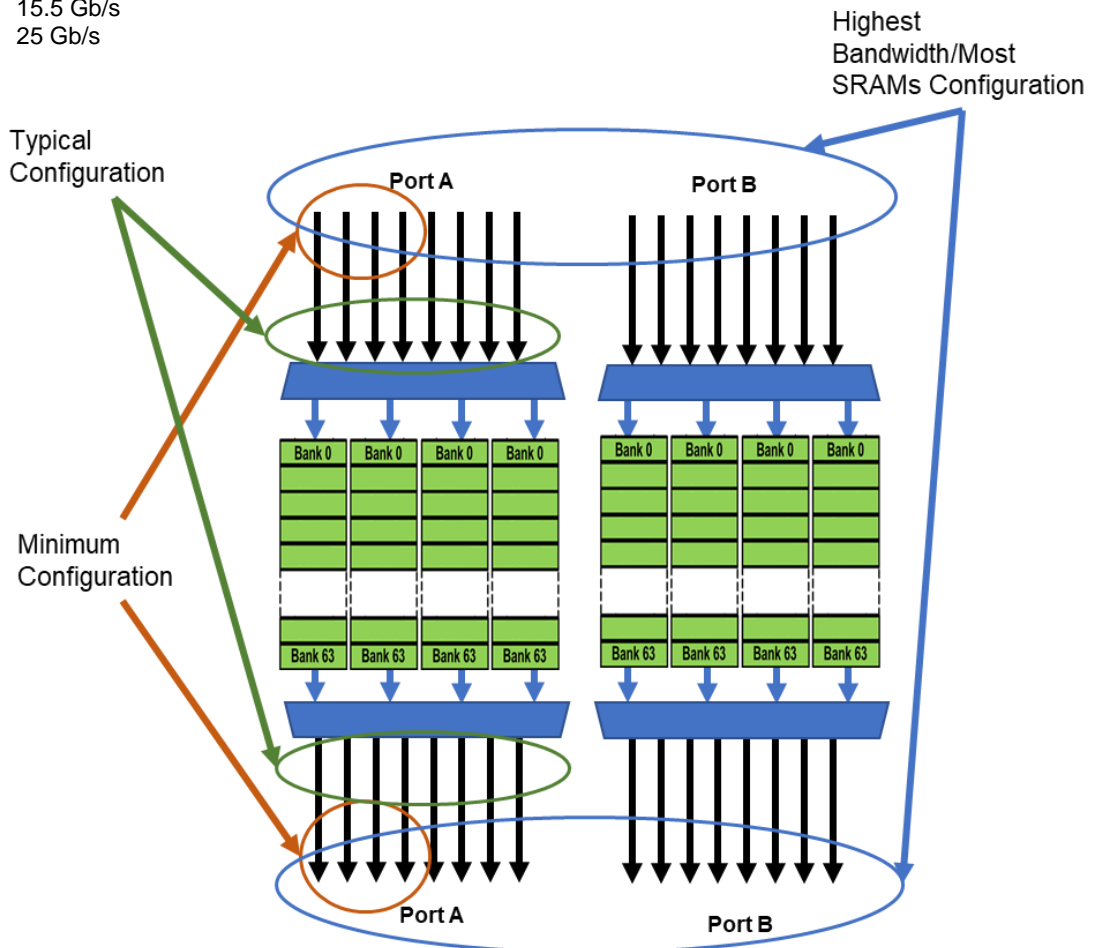 15.5 Gb/s
25 Gb/s
Highest
Bandwidth/Most
SRAMs Configuration
Typical
Configuration
Port A
Port B
Bank 0 Bank 0 Bank 0 Bank 0 Bank 0 Bank 0 Bank 0 Bank 0
Minimum
Configuration
Bank 63 Bank 63 Bank 63 Bank 63 Bank 63 Bank 63 Bank 63 Bank 63
Port A
Port B